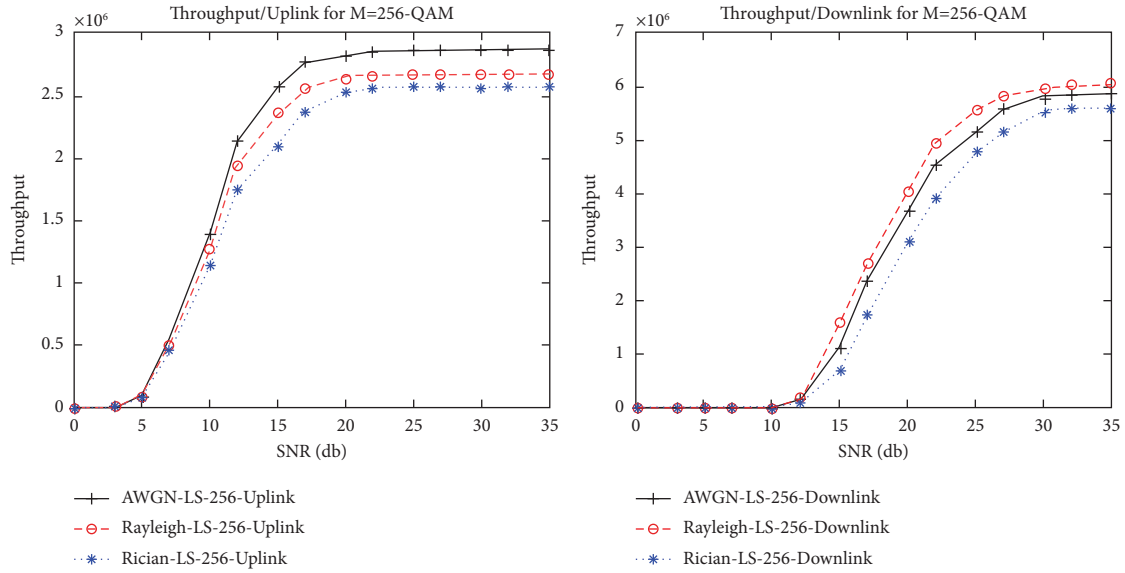 Throughput/Uplink for M=256-QAM
×10⁶
3
2.5
2
1.5
1
0.5
0
Throughput
0 5 10 15 20 25 30 35
SNR (db)
AWGN-LS-256-Uplink
Rayleigh-LS-256-Uplink
Rician-LS-256-Uplink
Throughput/Downlink for M=256-QAM
×10⁶
7
6
5
4
3
2
1
0
Throughput
0 5 10 15 20 25 30 35
SNR (db)
AWGN-LS-256-Downlink
Rayleigh-LS-256-Downlink
Rician-LS-256-Downlink